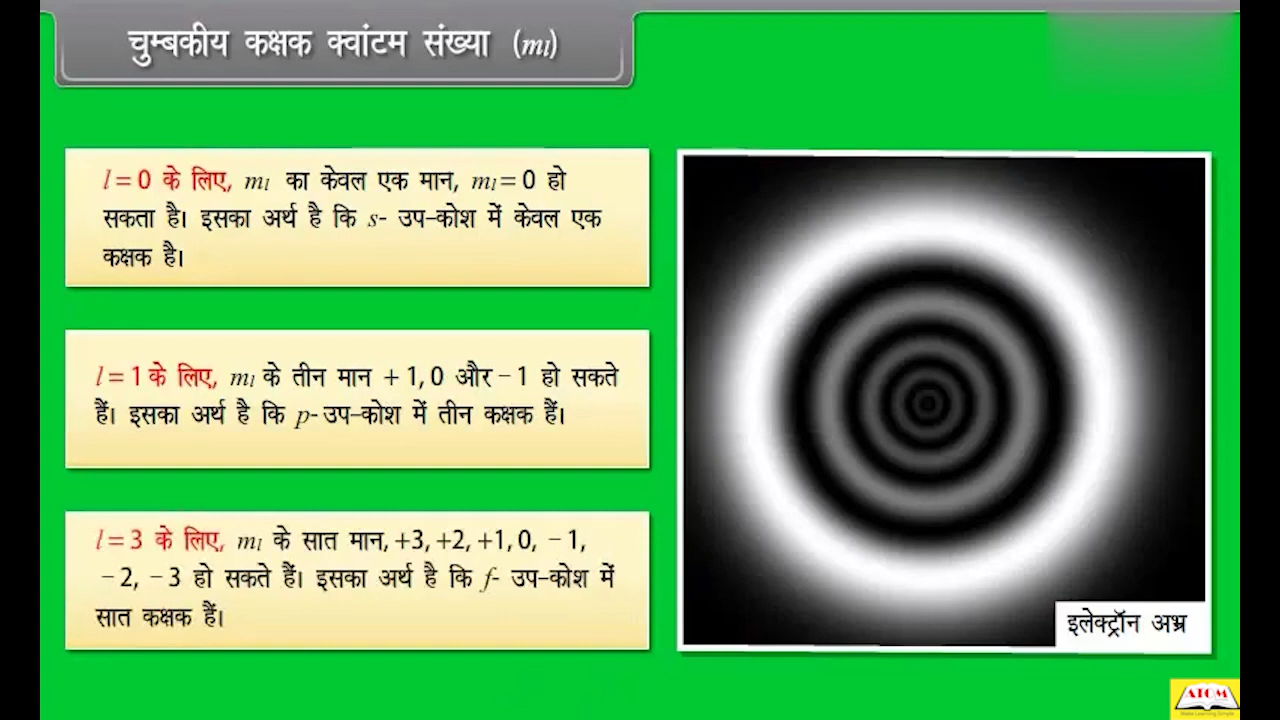 चुम्बकीय कक्षक क्वांटम संख्या (ml)
l = 0 के लिए, ml का केवल एक मान, ml = 0 हो
सकता है। इसका अर्थ है कि s- उप-कोश में केवल एक
कक्षक है।
l = 1 के लिए, ml के तीन मान + 1, 0 और - 1 हो सकते
हैं। इसका अर्थ है कि p- उप-कोश में तीन कक्षक हैं।
l = 3 के लिए, ml के सात मान, +3, +2, +1, 0, - 1,
- 2, - 3 हो सकते हैं। इसका अर्थ है कि f- उप-कोश में
सात कक्षक हैं।
इलेक्ट्रॉन अभ्र
ATOM